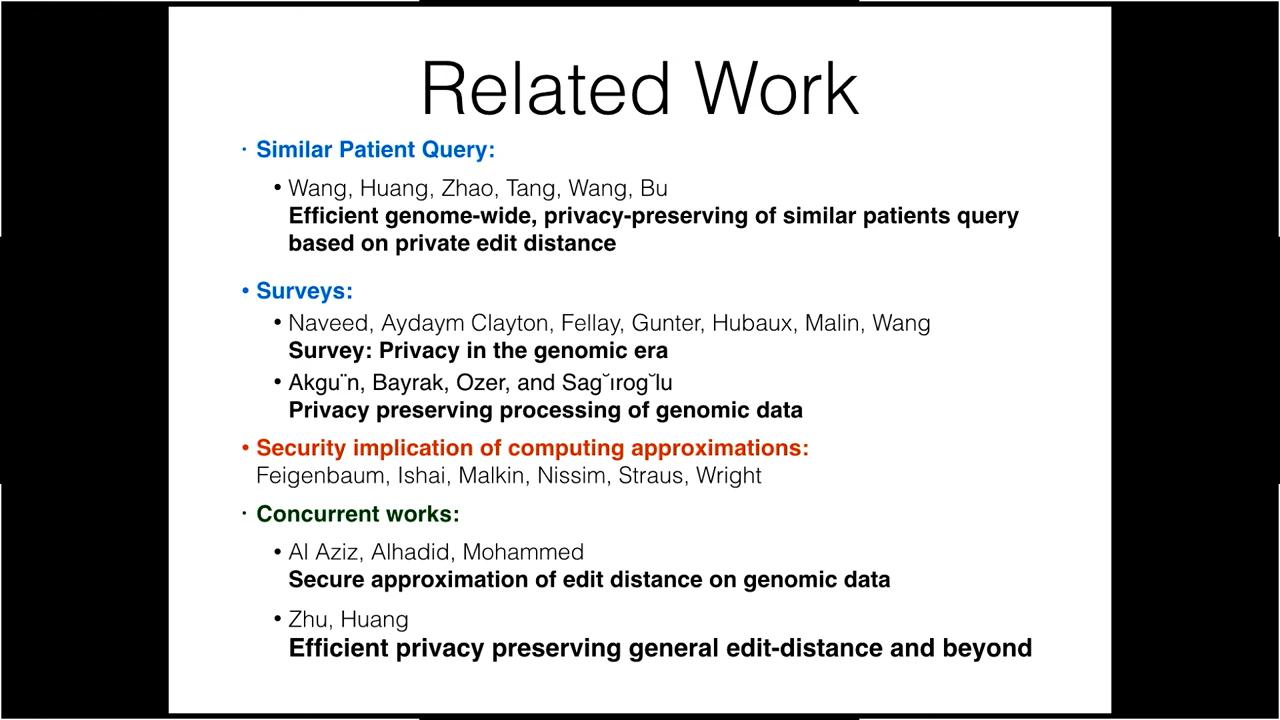 Related Work
· Similar Patient Query:
• Wang, Huang, Zhao, Tang, Wang, Bu
Efficient genome-wide, privacy-preserving of similar patients query
based on private edit distance
• Surveys:
• Naveed, Aydaym Clayton, Fellay, Gunter, Hubaux, Malin, Wang
Survey: Privacy in the genomic era
• Akgu¨n, Bayrak, Ozer, and Sag˘ırog˘lu
Privacy preserving processing of genomic data
• Security implication of computing approximations:
Feigenbaum, Ishai, Malkin, Nissim, Straus, Wright
· Concurrent works:
• Al Aziz, Alhadid, Mohammed
Secure approximation of edit distance on genomic data
• Zhu, Huang
Efficient privacy preserving general edit-distance and beyond